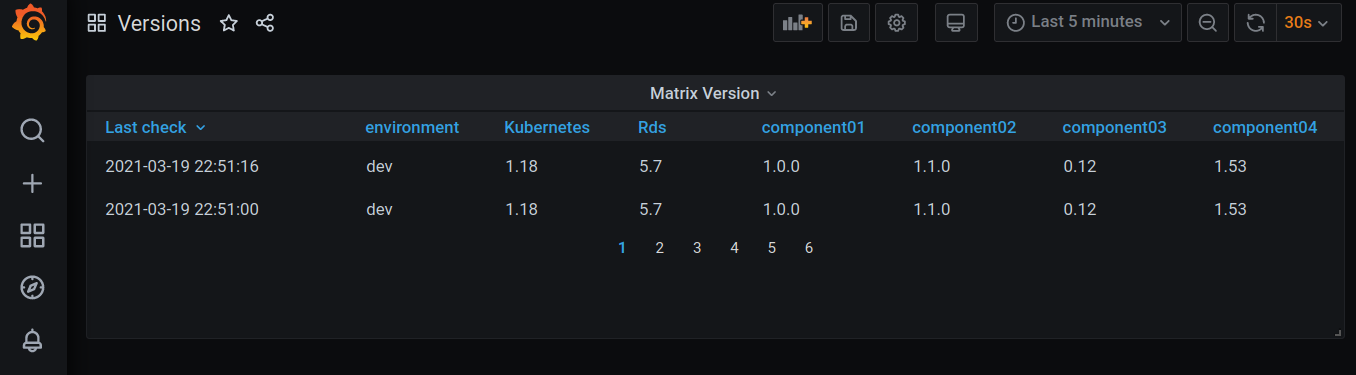 Versions Last 5 minutes 30s
Matrix Version
Last check environment Kubernetes Rds component01 component02 component03 component04
2021-03-19 22:51:16 dev 1.18 5.7 1.0.0 1.1.0 0.12 1.53
2021-03-19 22:51:00 dev 1.18 5.7 1.0.0 1.1.0 0.12 1.53
1 2 3 4 5 6